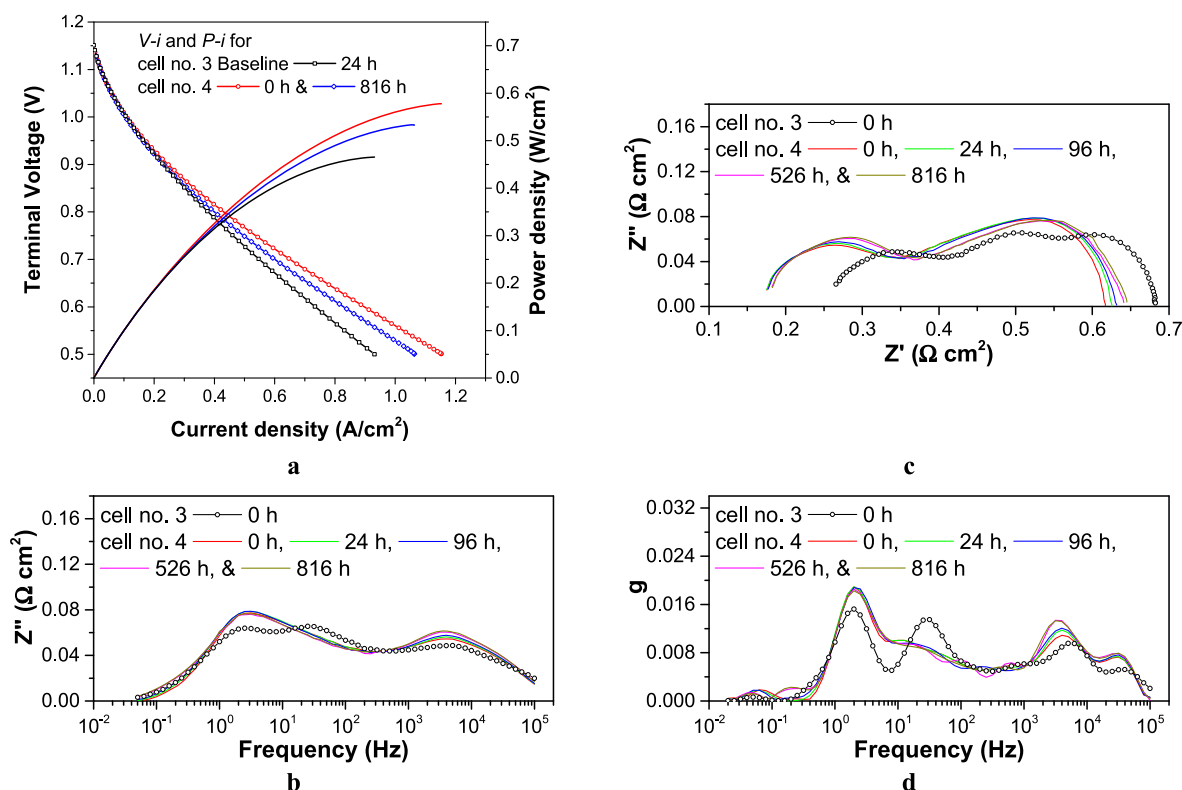 V-i and P-i for
cell no. 3 Baseline 24 h
cell no. 4 0 h & 816 h
1.2
1.1
1.0
0.9
0.8
0.7
0.6
0.5
Terminal Voltage (V)
0.7
0.6
0.5
0.4
0.3
0.2
0.1
0.0
Power density (W/cm²)
0.0 0.2 0.4 0.6 0.8 1.0 1.2
Current density (A/cm²)
a
cell no. 3 0 h
cell no. 4 0 h, 24 h, 96 h,
526 h, & 816 h
0.16
0.12
0.08
0.04
0.00
Z" (Ω cm²)
0.1 0.2 0.3 0.4 0.5 0.6 0.7
Z' (Ω cm²)
c
cell no. 3 0 h
cell no. 4 0 h, 24 h, 96 h,
526 h, & 816 h
0.16
0.12
0.08
0.04
0.00
Z" (Ω cm²)
10⁻² 10⁻¹ 10⁰ 10¹ 10² 10³ 10⁴ 10⁵
Frequency (Hz)
b
cell no. 3 0 h
cell no. 4 0 h, 24 h, 96 h,
526 h, & 816 h
0.032
0.024
0.016
0.008
0.000
g
10⁻² 10⁻¹ 10⁰ 10¹ 10² 10³ 10⁴ 10⁵
Frequency (Hz)
d